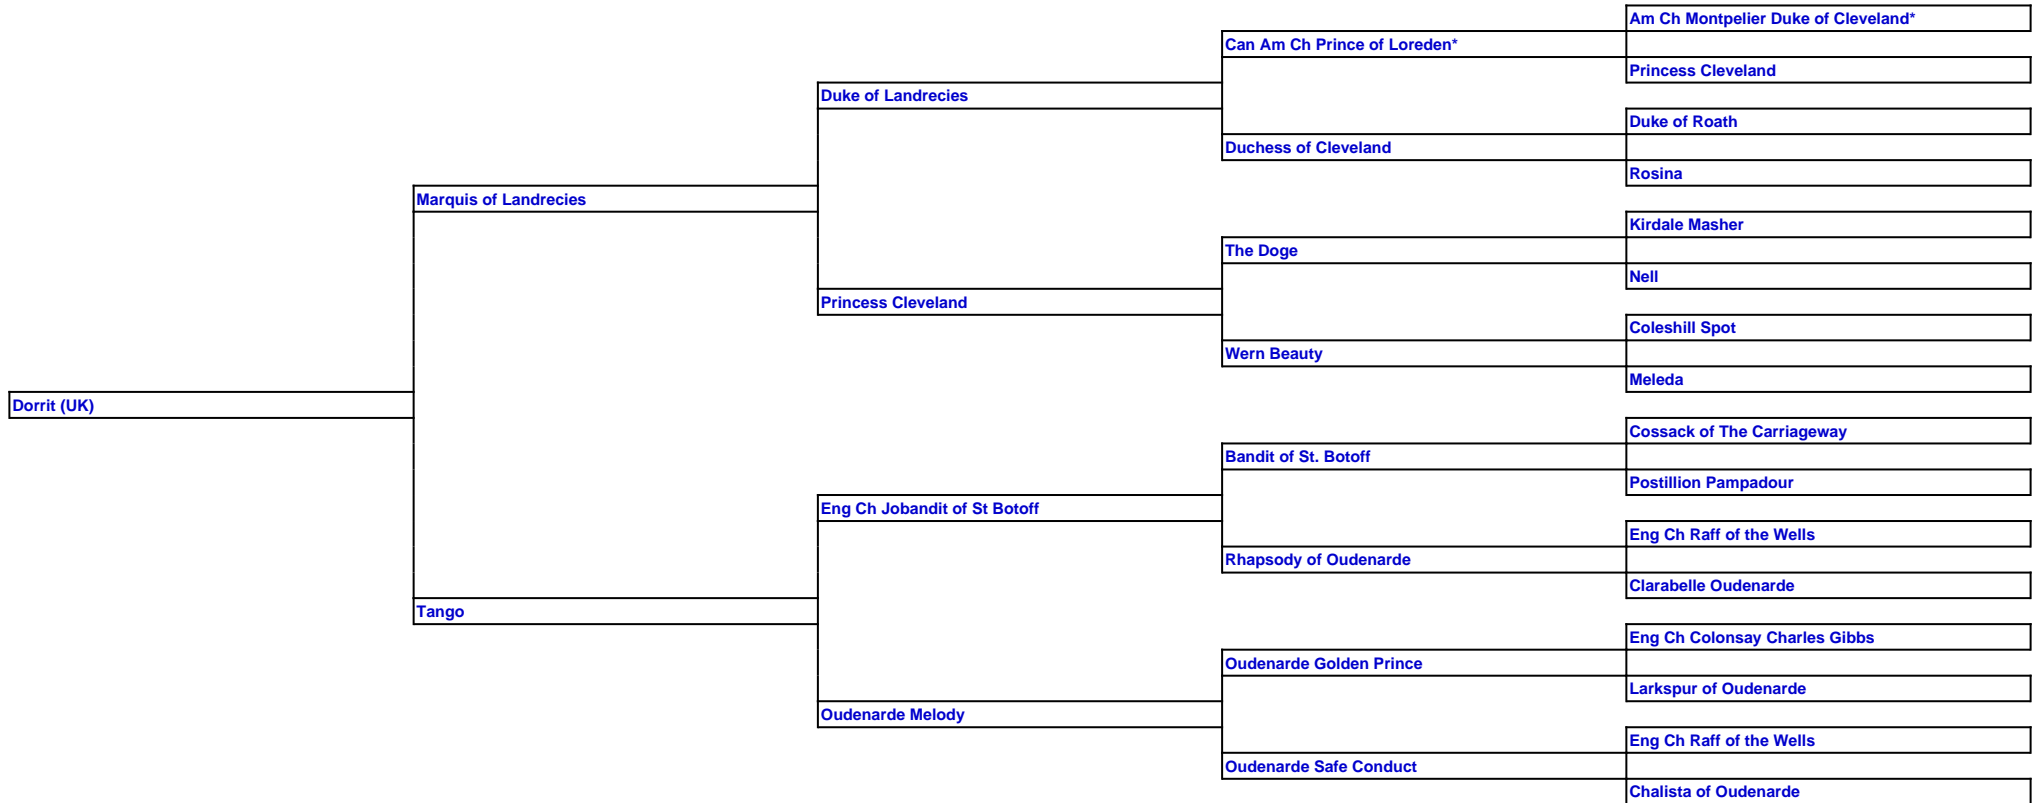 Am Ch Montpelier Duke of Cleveland*
Can Am Ch Prince of Loreden*
Princess Cleveland
Duke of Landrecies
Duke of Roath
Duchess of Cleveland
Rosina
Marquis of Landrecies
Kirdale Masher
The Doge
Nell
Princess Cleveland
Coleshill Spot
Wern Beauty
Meleda
Dorrit (UK)
Cossack of The Carriageway
Bandit of St. Botoff
Postillion Pampadour
Eng Ch Jobandit of St Botoff
Eng Ch Raff of the Wells
Rhapsody of Oudenarde
Clarabelle Oudenarde
Tango
Eng Ch Colonsay Charles Gibbs
Oudenarde Golden Prince
Larkspur of Oudenarde
Oudenarde Melody
Eng Ch Raff of the Wells
Oudenarde Safe Conduct
Chalista of Oudenarde